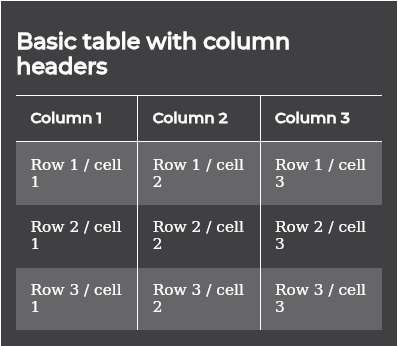 Basic table with column
headers
Column 1 Column 2 Column 3
Row 1 / cell Row 1 / cell Row 1 / cell
1 2 3
Row 2 / cell Row 2 / cell Row 2 / cell
1 2 3
Row 3 / cell Row 3 / cell Row 3 / cell
1 2 3